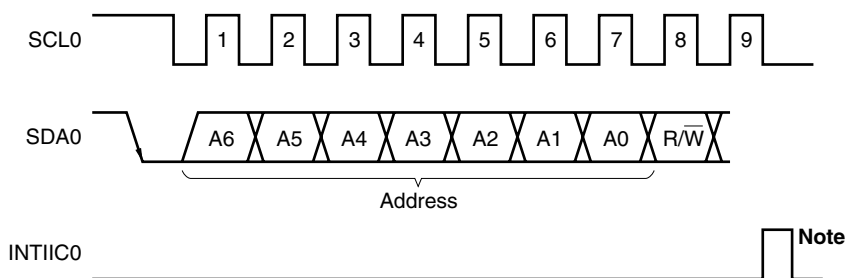 SCL0 1 2 3 4 5 6 7 8 9
SDA0 A6 A5 A4 A3 A2 A1 A0 R/W̅
Address
Note
INTIIC0